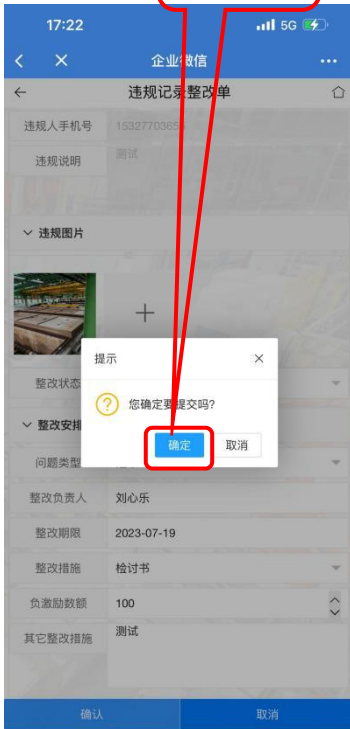 17:22
5G
企业微信
违规记录整改单
违规人手机号
违规说明 测试
违规图片
提示
整改状态
您确定要提交吗?
整改安排
确定 取消
问题类型
整改负责人 刘心乐
整改期限 2023-07-19
整改措施 检讨书
负激励数额 100
其它整改措施 测试
确认 取消